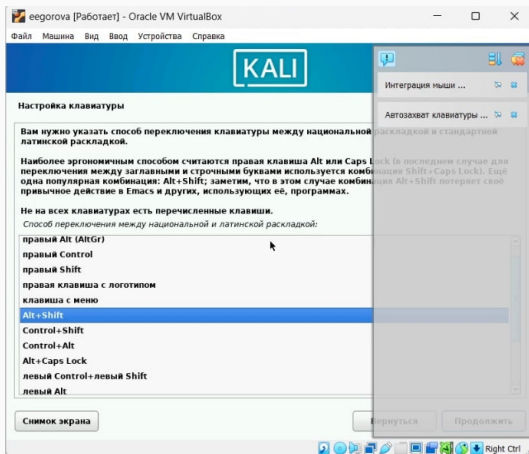 eegorova [Работает] - Oracle VM VirtualBox
Файл Машина Вид Ввод Устройства Справка
KALI
Интеграция мыши ...
Автозахват клавиатуры ...
Настройка клавиатуры
Вам нужно указать способ переключения клавиатуры между национальной раскладкой и стандартной
латинской раскладкой.
Наиболее эргономичным способом считаются правая клавиша Alt или Caps Lock (в последнем случае для
переключения между заглавными и строчными буквами используется комбинация Shift+Caps Lock). Ещё
одна популярная комбинация: Alt+Shift; заметим, что в этом случае комбинация Alt+Shift потеряет своё
привычное действие в Emacs и других, использующих её, программах.
Не на всех клавиатурах есть перечисленные клавиши.
Способ переключения между национальной и латинской раскладкой:
правый Alt (AltGr)
правый Control
правый Shift
правая клавиша с логотипом
клавиша с меню
Alt+Shift
Control+Shift
Control+Alt
Alt+Caps Lock
левый Control+левый Shift
левый Alt
Снимок экрана Вернуться Продолжить
Right Ctrl